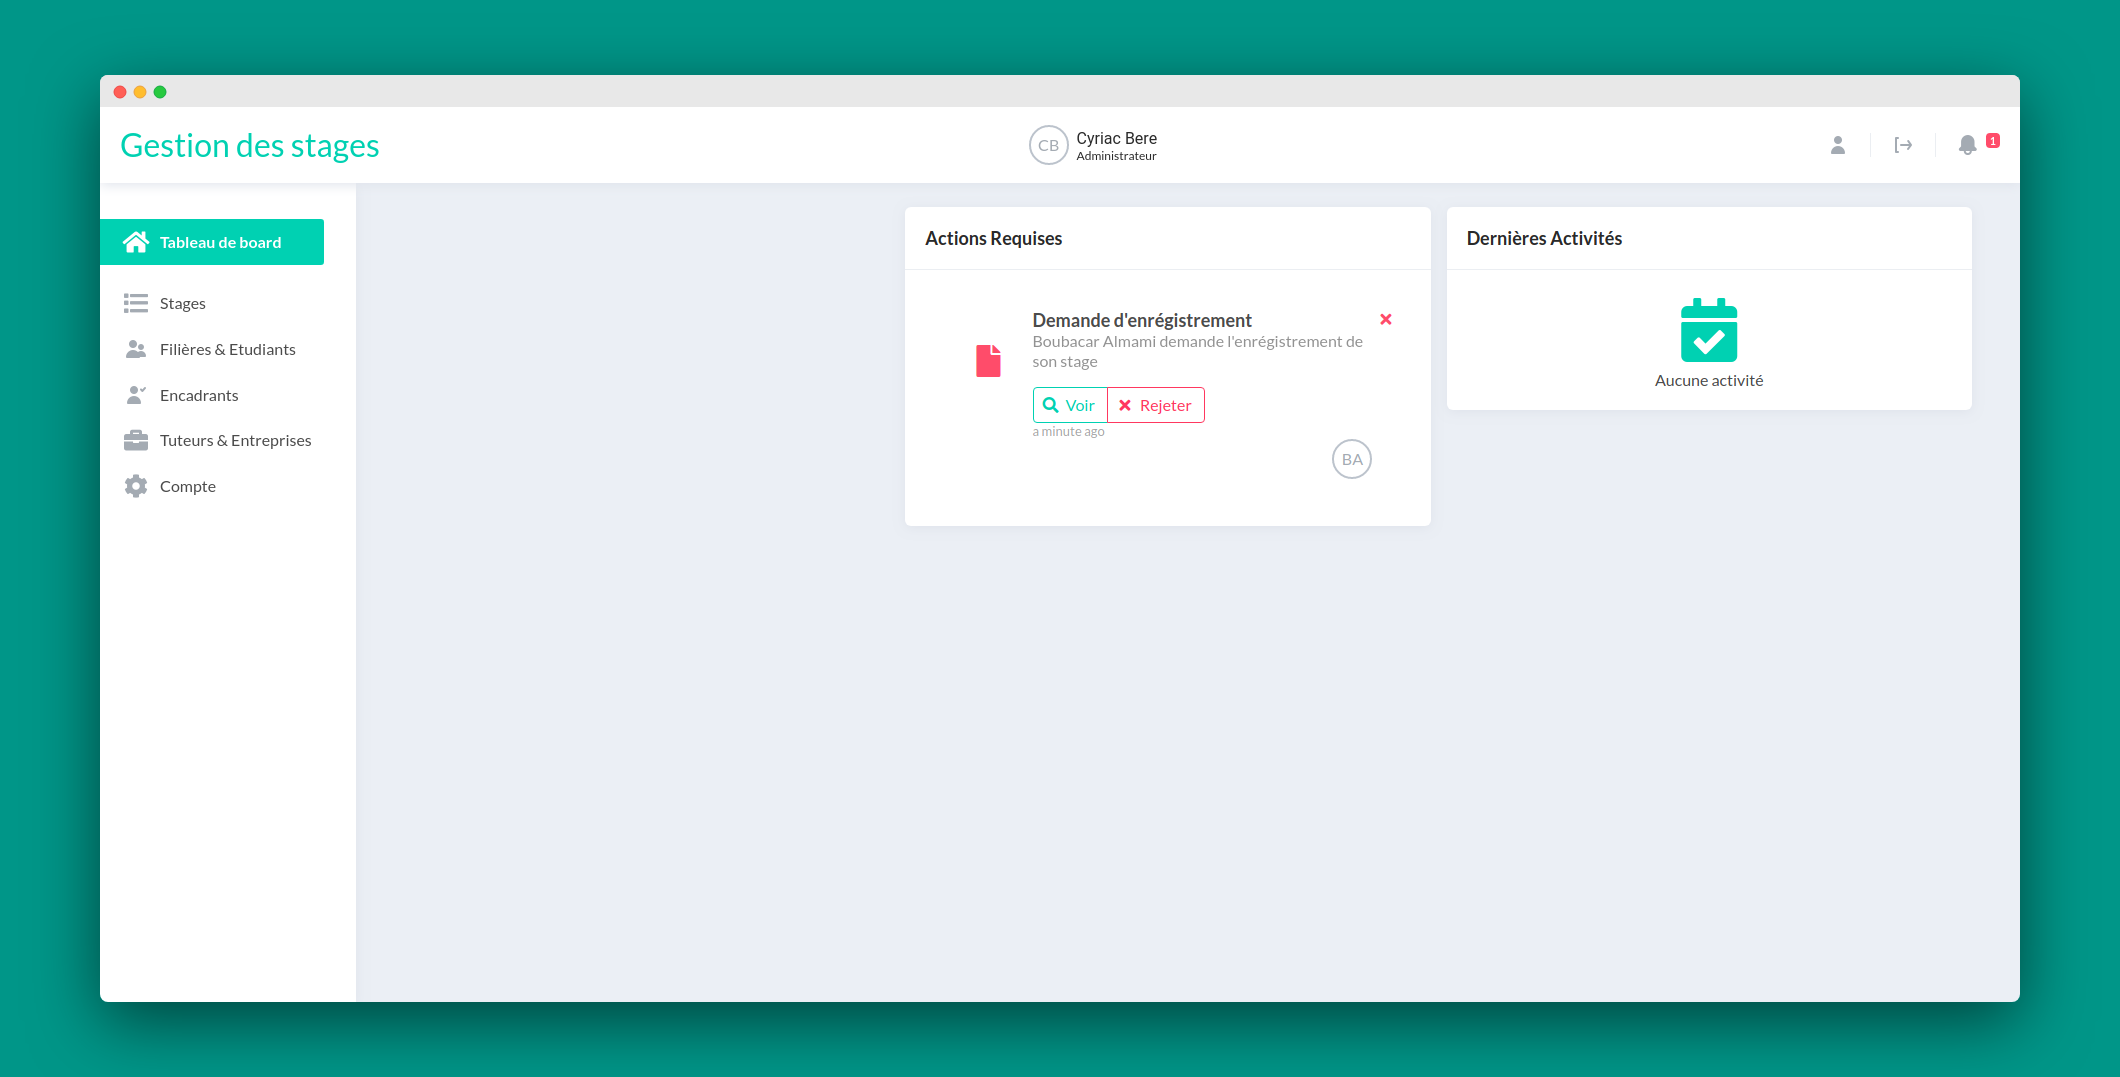 Gestion des stages
CB
Cyriac Bere
Administrateur
1
Tableau de board
Stages
Filières & Etudiants
Encadrants
Tuteurs & Entreprises
Compte
Actions Requises
Demande d'enrégistrement
Boubacar Almami demande l'enrégistrement de
son stage
Voir
Rejeter
a minute ago
BA
Dernières Activités
Aucune activité